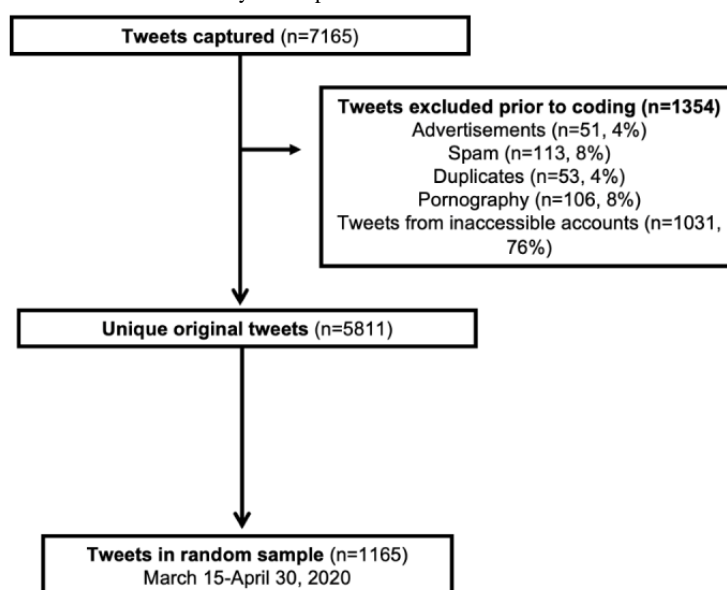 Tweets captured (n=7165)
Tweets excluded prior to coding (n=1354)
Advertisements (n=51, 4%)
Spam (n=113, 8%)
Duplicates (n=53, 4%)
Pornography (n=106, 8%)
Tweets from inaccessible accounts (n=1031,
76%)
Unique original tweets (n=5811)
Tweets in random sample (n=1165)
March 15-April 30, 2020